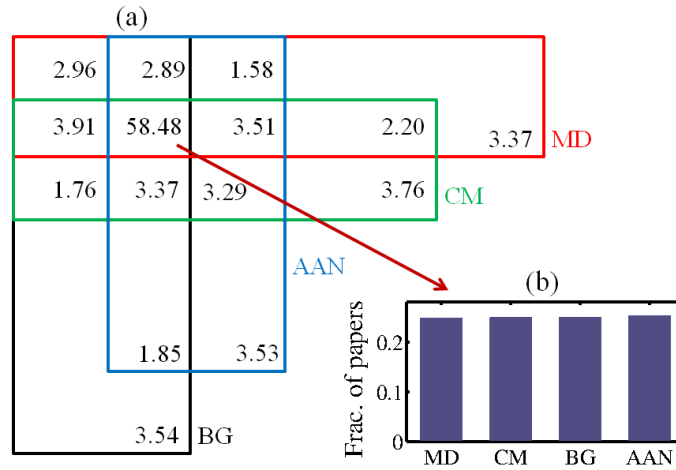 (a)
2.96 2.89 1.58
3.91 58.48 3.51 2.20
3.37 MD
1.76 3.37 3.29 3.76 CM
AAN
(b)
1.85 3.53
3.54 BG
Frac. of papers
0.2
0.1
0
MD CM BG AAN